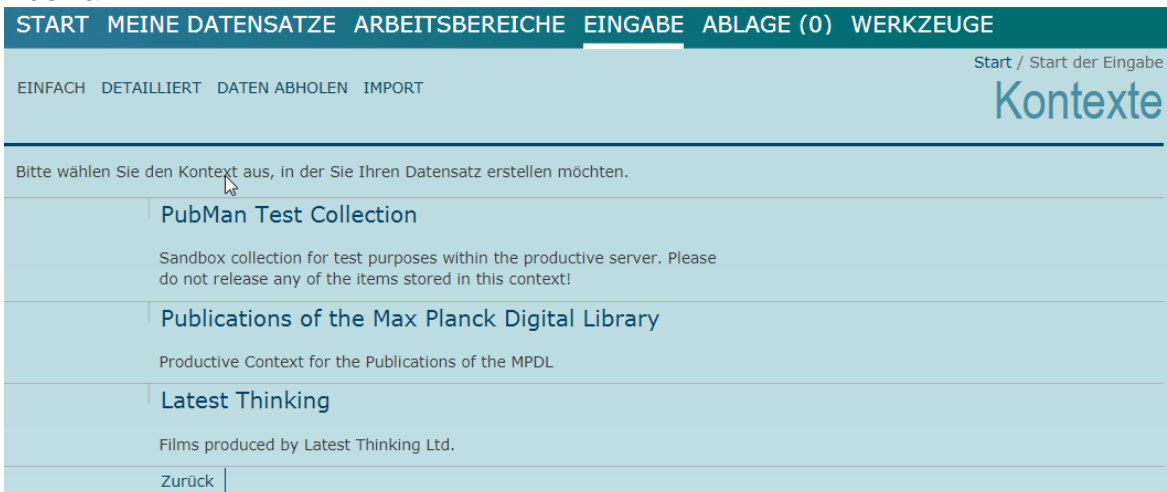 START MEINE DATENSÄTZE ARBEITSBEREICHE EINGABE ABLAGE (0) WERKZEUGE
Start / Start der Eingabe
EINFACH DETAILLIERT DATEN ABHOLEN IMPORT
Kontexte
Bitte wählen Sie den Kontext aus, in der Sie Ihren Datensatz erstellen möchten.
PubMan Test Collection
Sandbox collection for test purposes within the productive server. Please
do not release any of the items stored in this context!
Publications of the Max Planck Digital Library
Productive Context for the Publications of the MPDL
Latest Thinking
Films produced by Latest Thinking Ltd.
Zurück